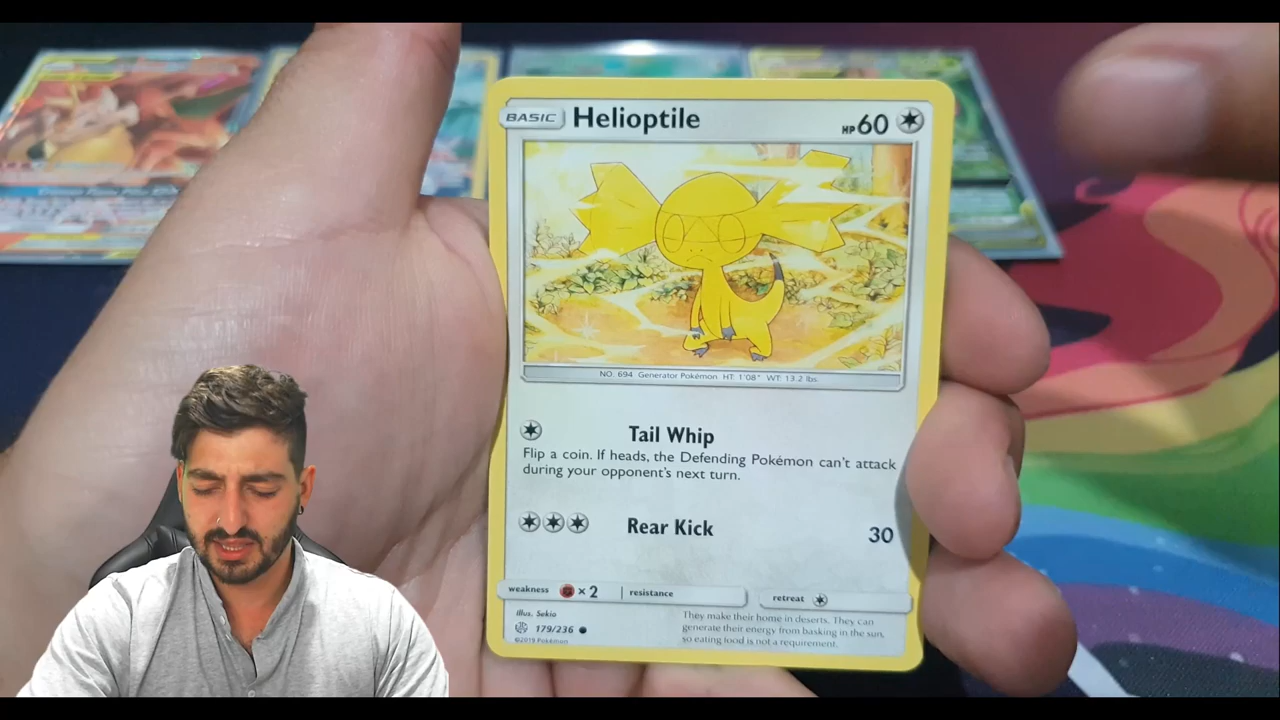 BASIC Helioptile HP60
NO. 694 Generator Pokémon HT: 1'08" WT: 13.2 lbs.
Tail Whip
Flip a coin. If heads, the Defending Pokémon can't attack
during your opponent's next turn.
Rear Kick 30
weakness ×2 resistance retreat
Illus. Sekio
179/236
©2019 Pokémon
They make their home in deserts. They can
generate their energy from basking in the sun,
so eating food is not a requirement.